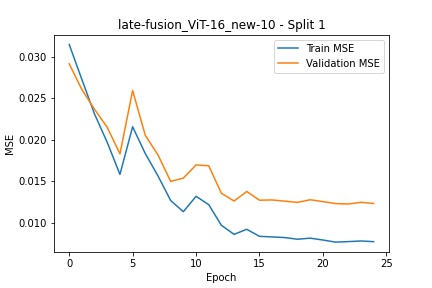 late-fusion_ViT-16_new-10 - Split 1
Train MSE
Validation MSE
0.030
0.025
0.020
0.015
0.010
MSE
0
5
10
15
20
25
Epoch